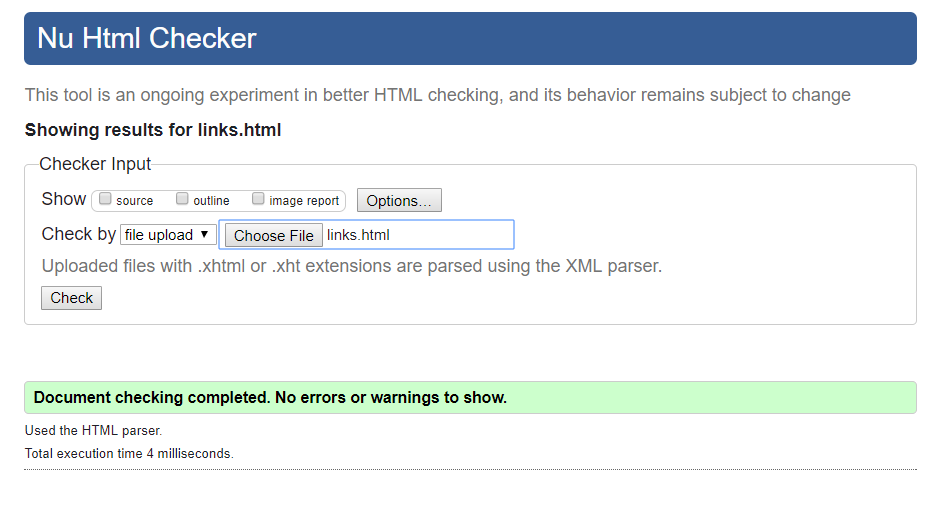 Nu Html Checker
This tool is an ongoing experiment in better HTML checking, and its behavior remains subject to change
Showing results for links.html
Checker Input
Show source outline image report Options...
Check by file upload Choose File links.html
Uploaded files with .xhtml or .xht extensions are parsed using the XML parser.
Check
Document checking completed. No errors or warnings to show.
Used the HTML parser.
Total execution time 4 milliseconds.